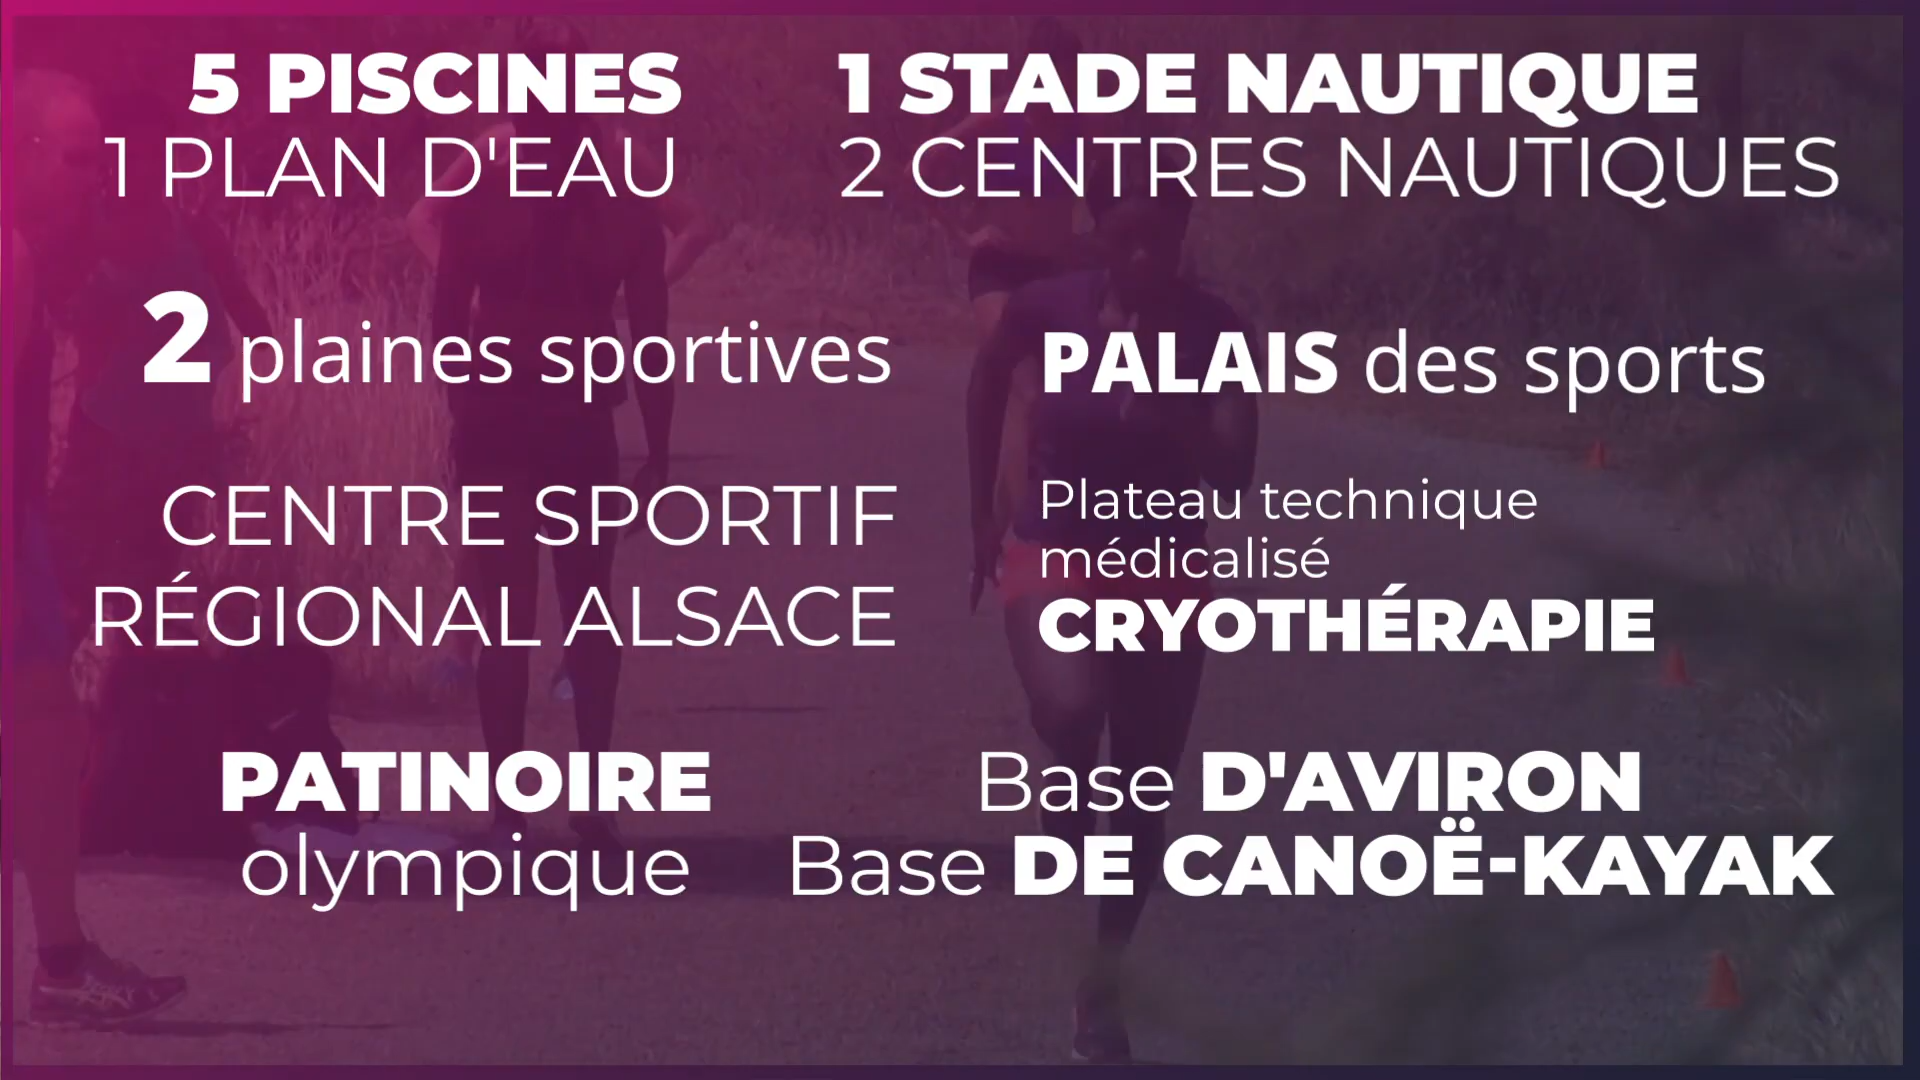 5 PISCINES
1 PLAN D'EAU
1 STADE NAUTIQUE
2 CENTRES NAUTIQUES
2 plaines sportives
PALAIS des sports
CENTRE SPORTIF
RÉGIONAL ALSACE
Plateau technique
médicalisé
CRYOTHÉRAPIE
PATINOIRE
olympique
Base D'AVIRON
Base DE CANOË-KAYAK